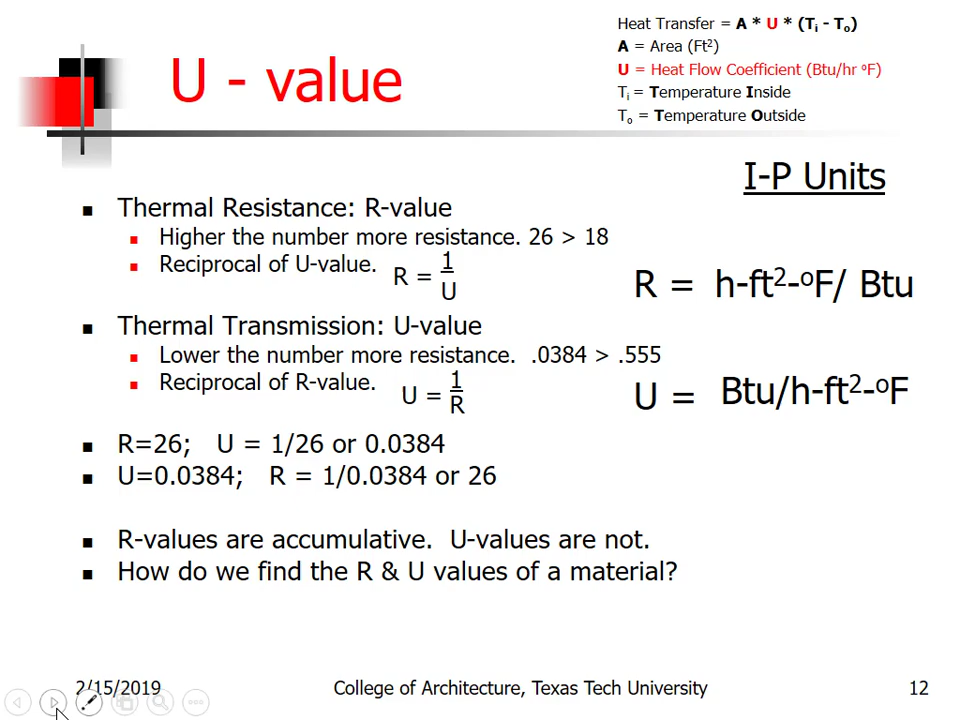 Heat Transfer = A * U * (Ti - To)
A = Area (Ft²)
U = Heat Flow Coefficient (Btu/hr ºF)
Ti = Temperature Inside
To = Temperature Outside
U - value
I-P Units
Thermal Resistance: R-value
Higher the number more resistance. 26 > 18
Reciprocal of U-value. R = 1/U
R = h-ft²-ºF/ Btu
Thermal Transmission: U-value
Lower the number more resistance. .0384 > .555
Reciprocal of R-value. U = 1/R
U = Btu/h-ft²-ºF
R=26; U = 1/26 or 0.0384
U=0.0384; R = 1/0.0384 or 26
R-values are accumulative. U-values are not.
How do we find the R & U values of a material?
2/15/2019 College of Architecture, Texas Tech University 12